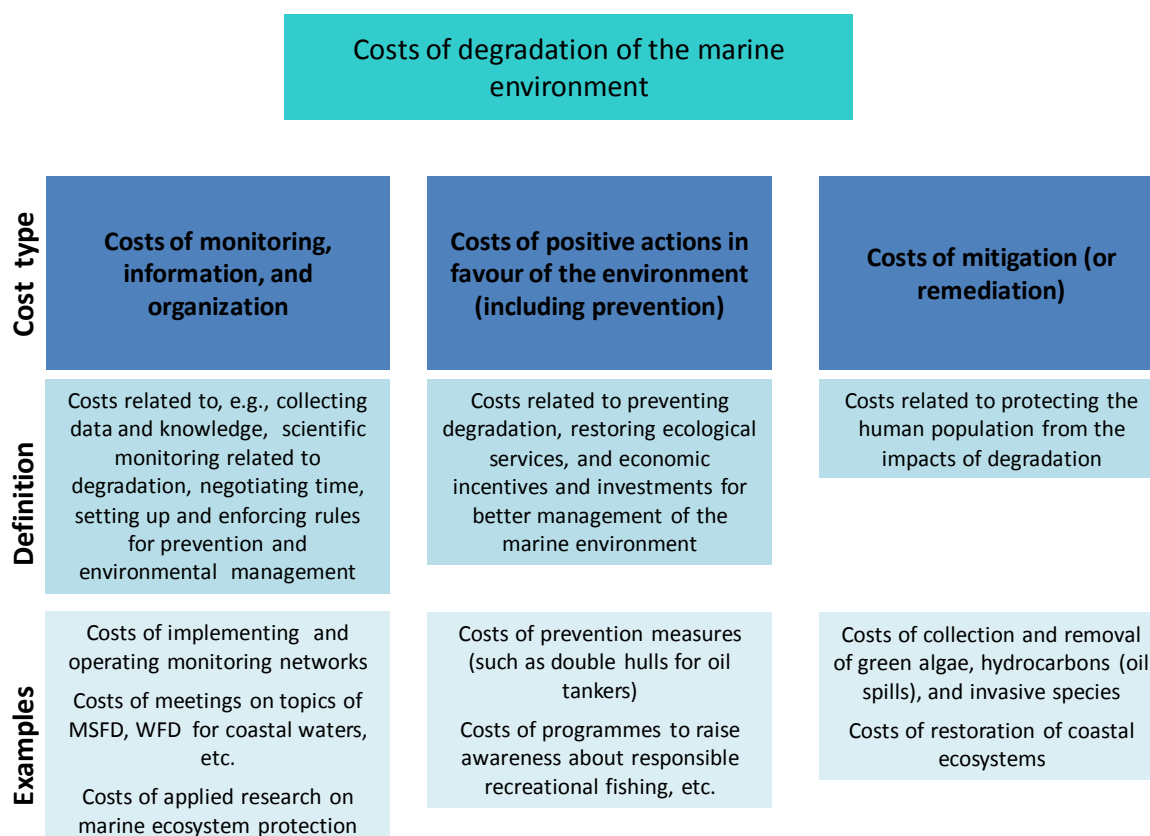 Costs of degradation of the marine
environment
Cost type
Costs of monitoring,
information, and
organization
Costs of positive actions in
favour of the environment
(including prevention)
Costs of mitigation (or
remediation)
Definition
Costs related to, e.g., collecting
data and knowledge, scientific
monitoring related to
degradation, negotiating time,
setting up and enforcing rules
for prevention and
environmental management
Costs related to preventing
degradation, restoring ecological
services, and economic
incentives and investments for
better management of the
marine environment
Costs related to protecting the
human population from the
impacts of degradation
Examples
Costs of implementing and
operating monitoring networks
Costs of meetings on topics of
MSFD, WFD for coastal waters,
etc.
Costs of applied research on
marine ecosystem protection
Costs of prevention measures
(such as double hulls for oil
tankers)
Costs of programmes to raise
awareness about responsible
recreational fishing, etc.
Costs of collection and removal
of green algae, hydrocarbons (oil
spills), and invasive species
Costs of restoration of coastal
ecosystems